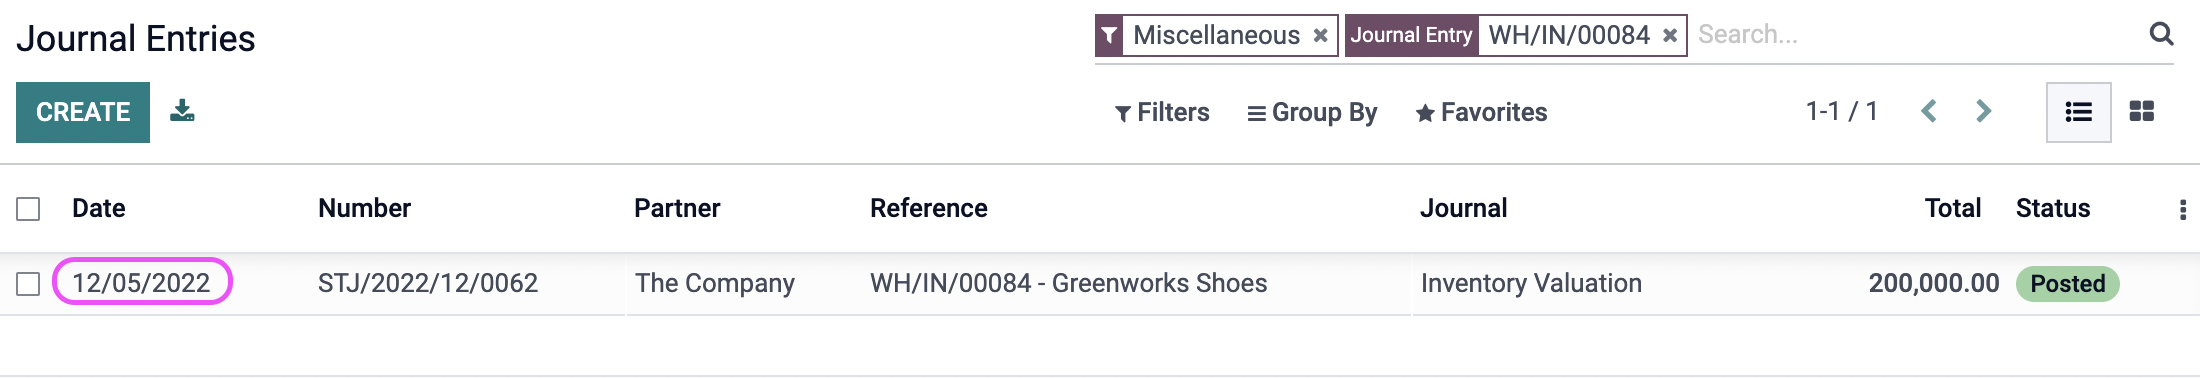 Journal Entries
Miscellaneous × Journal Entry WH/IN/00084 × Search...
CREATE
Filters Group By Favorites 1-1 / 1
Date Number Partner Reference Journal Total Status
12/05/2022 STJ/2022/12/0062 The Company WH/IN/00084 - Greenworks Shoes Inventory Valuation 200,000.00 Posted